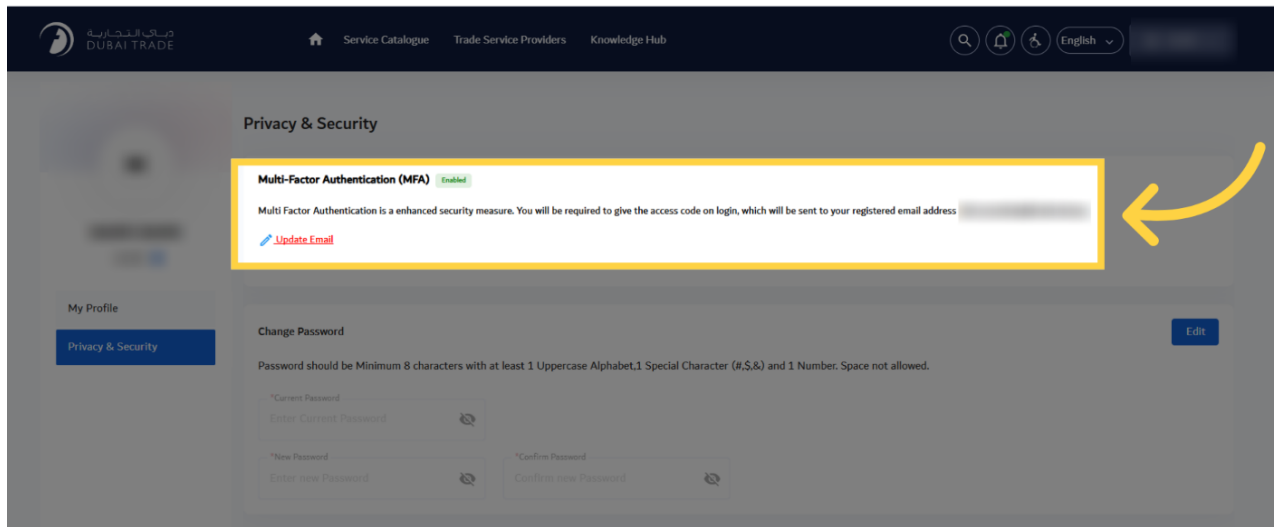 دبي التجارية
DUBAI TRADE
Service Catalogue Trade Service Providers Knowledge Hub
English
Privacy & Security
Multi-Factor Authentication (MFA) Enabled
Multi Factor Authentication is a enhanced security measure. You will be required to give the access code on login, which will be sent to your registered email address
Update Email
My Profile
Privacy & Security
Change Password
Edit
Password should be Minimum 8 characters with at least 1 Uppercase Alphabet,1 Special Character (#,$,&) and 1 Number. Space not allowed.
*Current Password
Enter Current Password
*New Password
Enter new Password
*Confirm Password
Confirm new Password